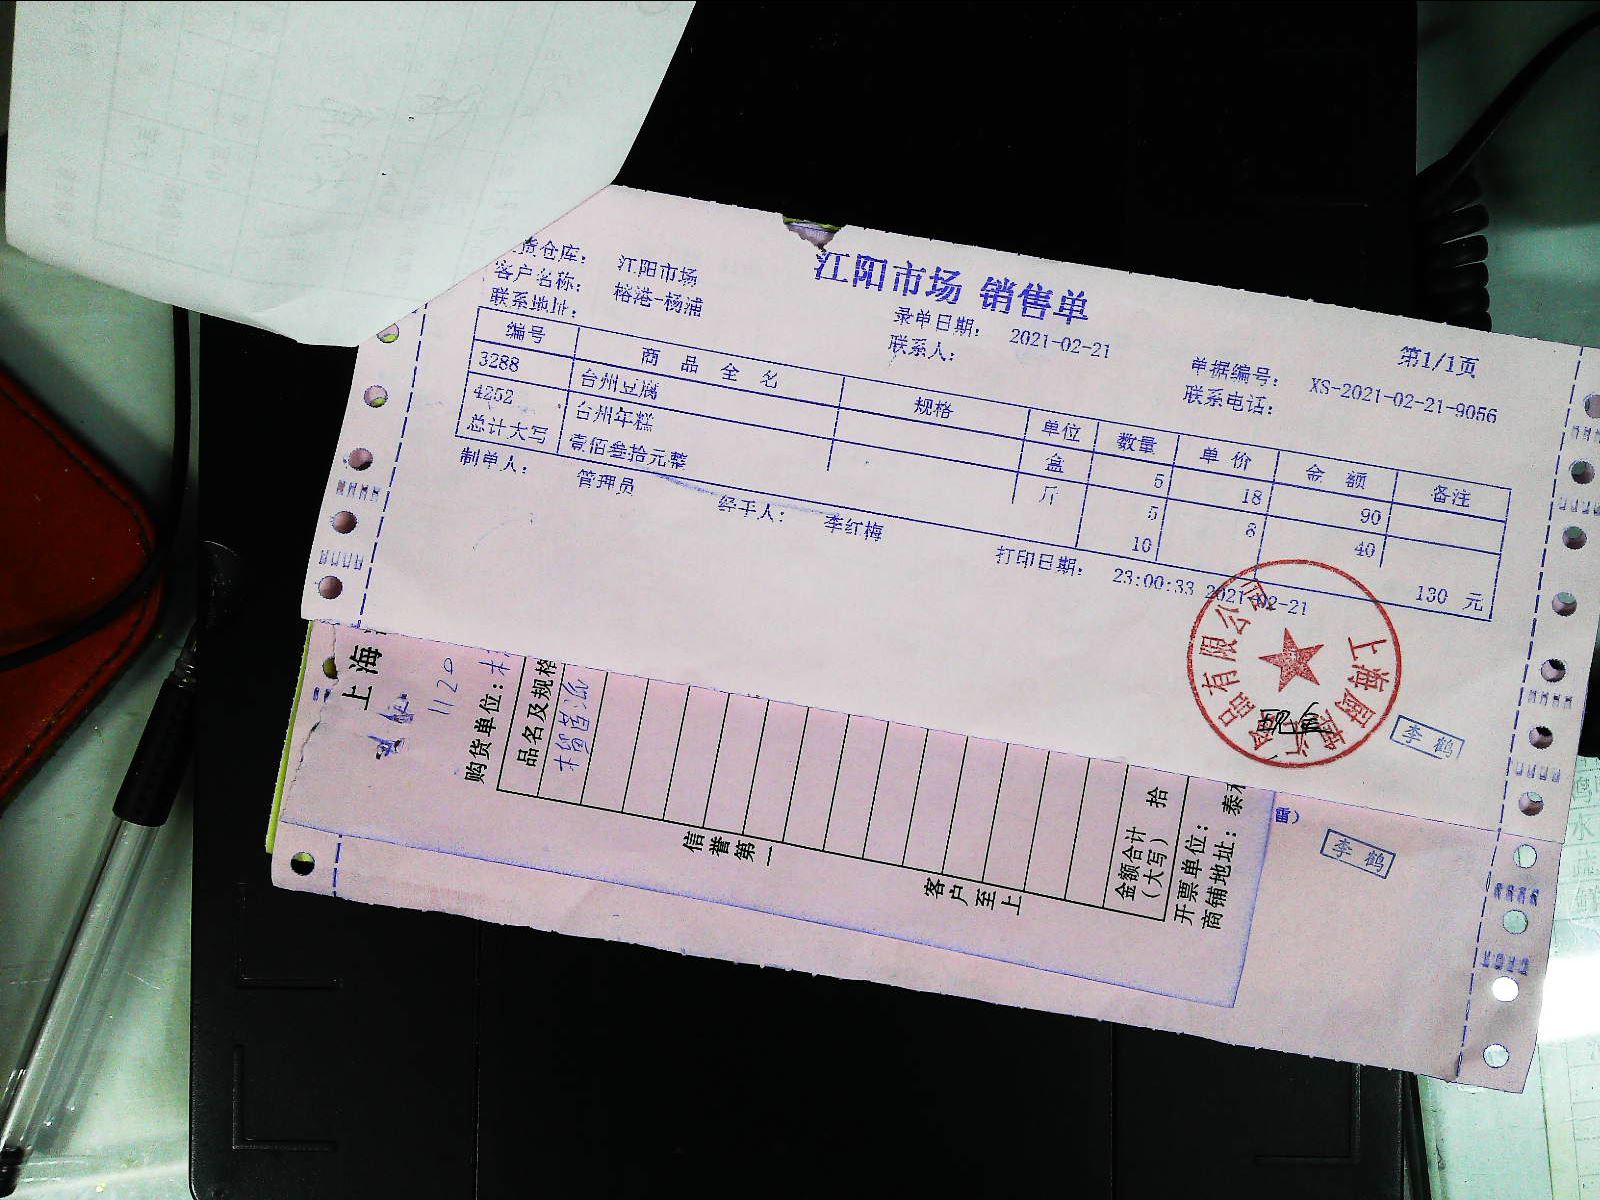 江阳市场 销售单
第1/1页
货仓库： 江阳市场
录单日期： 2021-02-21
单据编号： XS-2021-02-21-9056
客户名称： 榕港-杨浦
联系人：
联系电话：
联系地址：
编号 商品全名 规格 单位 数量 单价 金额 备注
3288 台州豆腐 盒 5 18 90
4252 台州年糕 斤 5 8 40
总计大写 壹佰叁拾元整 10 130 元
制单人： 管理员 经手人： 李红梅 打印日期： 23:00:33 2021-02-21
品有限公司
上海
李鹤
李鹤
上海
1120
购货单位：
品名及规格
金额合计（大写） 拾
开票单位：
商铺地址：
信誉第一
客户至上